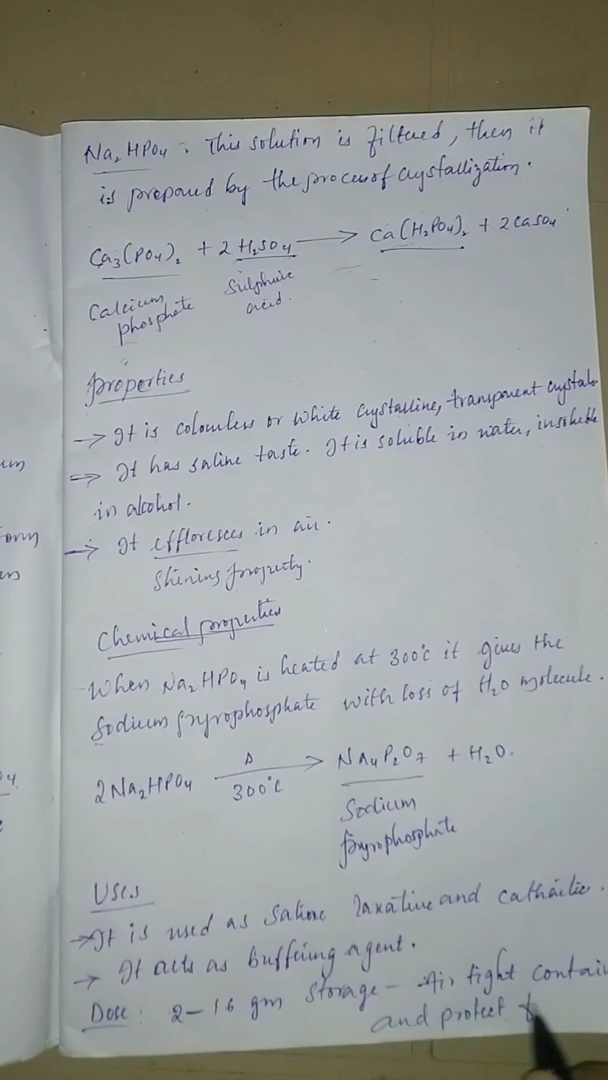 Na₂HPO₄ : This solution is filtered, then it
is prepared by the process of crystallization.
Ca₃(PO₄)₂ + 2 H₂SO₄ ⟶ Ca(H₂PO₄)₂ + 2CaSO₄
Calcium phosphate
Sulphuric acid.
Properties
→ It is colourless or white crystalline, transparent crystals
→ It has saline taste. It is soluble in water, insoluble
in alcohol.
→ It effloresces in air.
Shining property.
Chemical properties
When Na₂HPO₄ is heated at 300°C it gives the
Sodium pyrophosphate with loss of H₂O molecule.
2Na₂HPO₄ Δ 300°C ⟶ Na₄P₂O₇ + H₂O.
Sodium
pyrophosphate
Uses
→ It is used as Saline laxative and cathartic.
→ It acts as buffering agent.
Dose: 2-16 gm Storage - Air tight contai
and protect